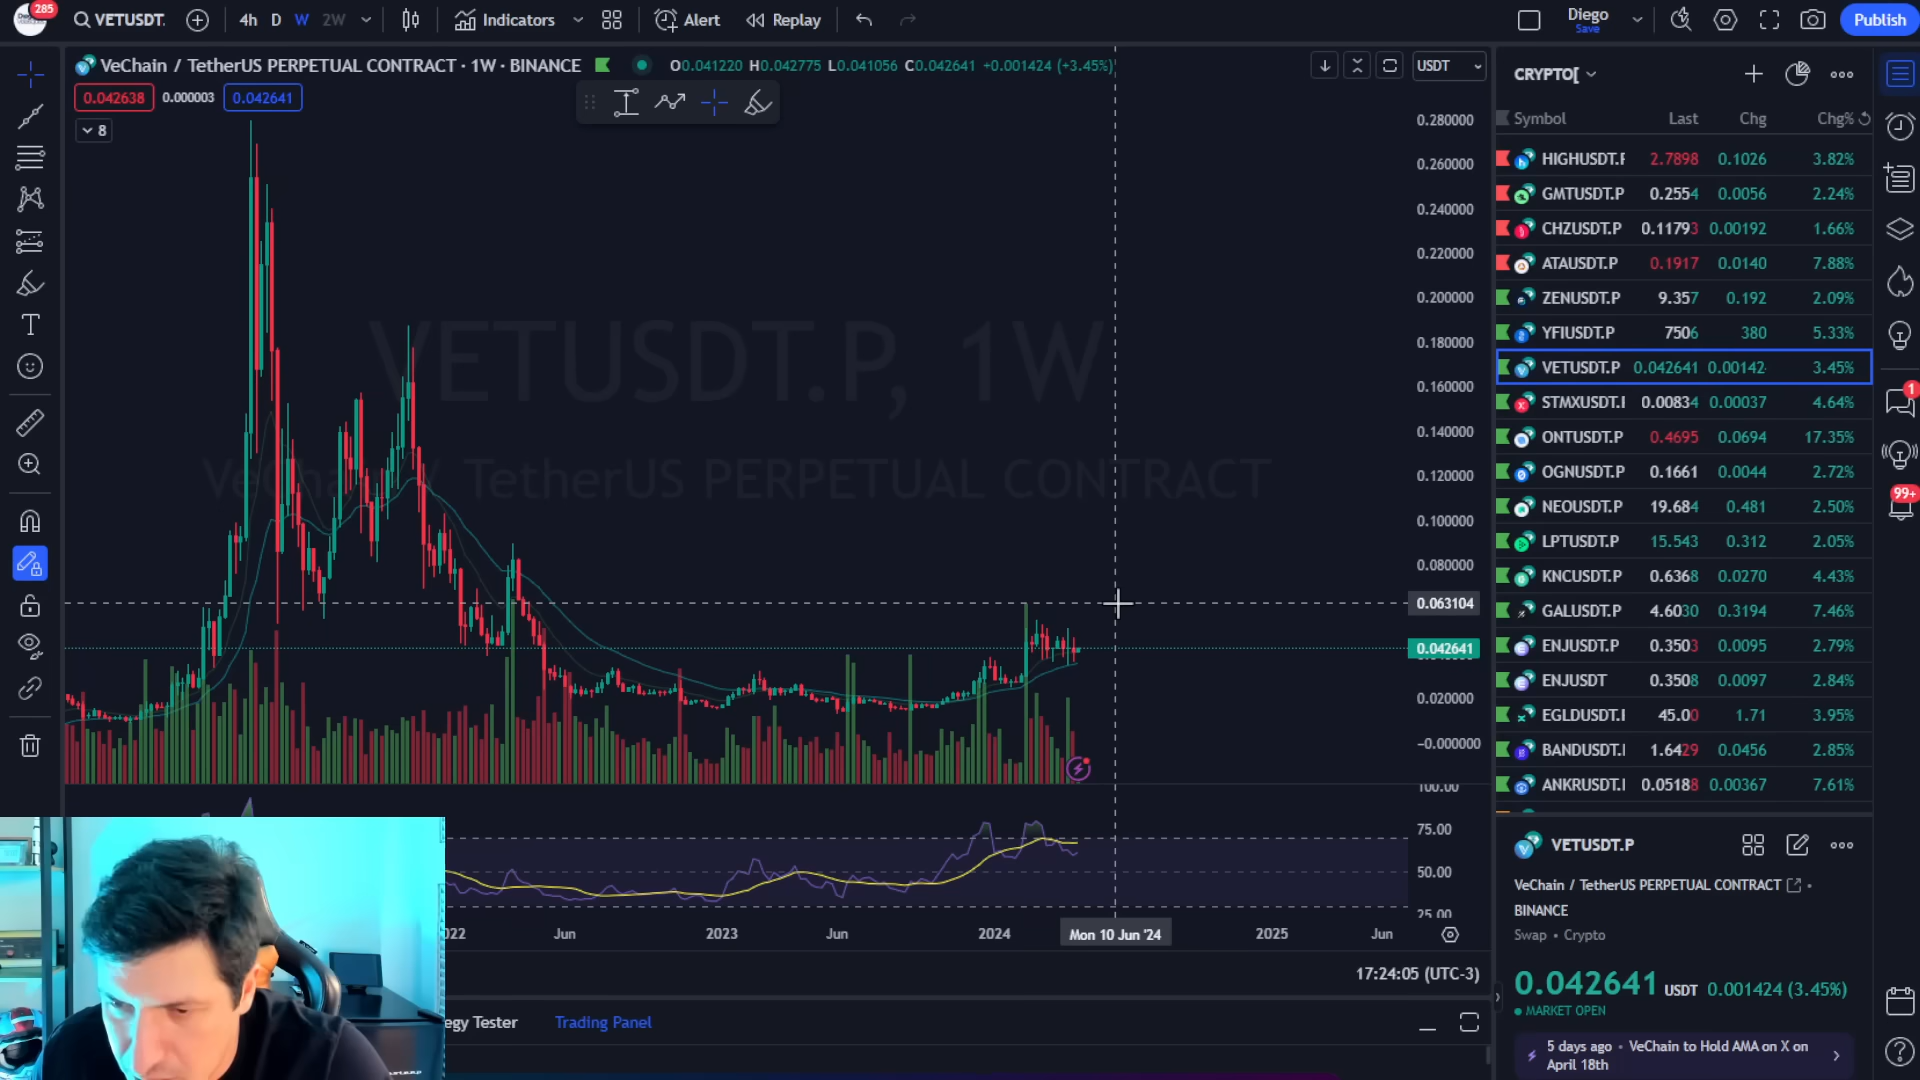 285
VETUSDT.
4h D W 2W
Indicators
Alert
Replay
Diego
Save
Publish
VeChain / TetherUS PERPETUAL CONTRACT · 1W · BINANCE
O0.041220 H0.042775 L0.041056 C0.042641 +0.001424 (+3.45%)
USDT
0.042638 0.000003 0.042641
8
VETUSDT.P, 1W
VeChain / TetherUS PERPETUAL CONTRACT
0.280000
0.260000
0.240000
0.220000
0.200000
0.180000
0.160000
0.140000
0.120000
0.100000
0.080000
0.063104
0.042641
0.020000
−0.000000
100.00
75.00
50.00
25.00
022 Jun 2023 Jun 2024 Mon 10 Jun '24 2025 Jun
17:24:05 (UTC-3)
egy Tester Trading Panel
CRYPTO[
Symbol Last Chg Chg%
HIGHUSDT.F 2.7898 0.1026 3.82%
GMTUSDT.P 0.2554 0.0056 2.24%
CHZUSDT.P 0.11793 0.00192 1.66%
ATAUSDT.P 0.1917 0.0140 7.88%
ZENUSDT.P 9.357 0.192 2.09%
YFIUSDT.P 7506 380 5.33%
VETUSDT.P 0.042641 0.00142 3.45%
STMXUSDT.I 0.00834 0.00037 4.64%
ONTUSDT.P 0.4695 0.0694 17.35%
OGNUSDT.P 0.1661 0.0044 2.72%
NEOUSDT.P 19.684 0.481 2.50%
LPTUSDT.P 15.543 0.312 2.05%
KNCUSDT.P 0.6368 0.0270 4.43%
GALUSDT.P 4.6030 0.3194 7.46%
ENJUSDT.P 0.3503 0.0095 2.79%
ENJUSDT 0.3508 0.0097 2.84%
EGLDUSDT.I 45.00 1.71 3.95%
BANDUSDT.I 1.6429 0.0456 2.85%
ANKRUSDT.I 0.05188 0.00367 7.61%
VETUSDT.P
VeChain / TetherUS PERPETUAL CONTRACT
BINANCE
Swap • Crypto
0.042641 USDT 0.001424 (3.45%)
MARKET OPEN
5 days ago • VeChain to Hold AMA on X on
April 18th
1
99+